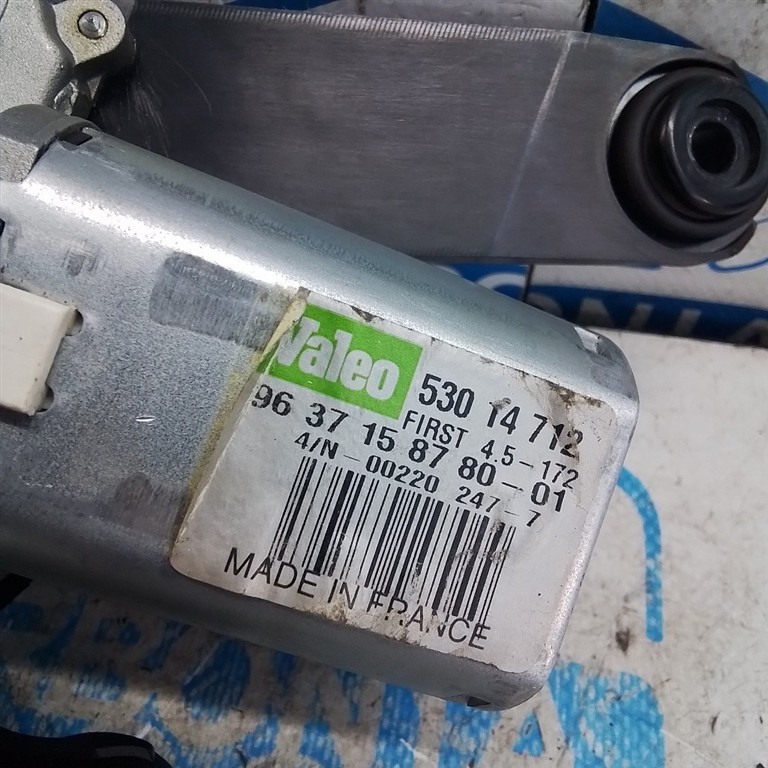 Valeo
530 14 712
FIRST 4.5-172
96 37 15 87 80-01
4/N-00220 247-7
MADE IN FRANCE